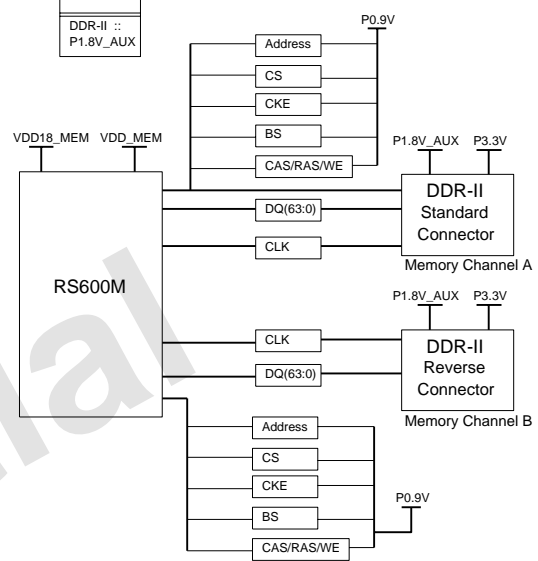 DDR-II ::
P1.8V_AUX
P0.9V
Address
CS
CKE
BS
CAS/RAS/WE
VDD18_MEM VDD_MEM
P1.8V_AUX P3.3V
DDR-II
Standard
Connector
DQ(63:0)
CLK
Memory Channel A
RS600M
P1.8V_AUX P3.3V
CLK
DQ(63:0)
DDR-II
Reverse
Connector
Memory Channel B
Address
CS
CKE
BS
CAS/RAS/WE
P0.9V